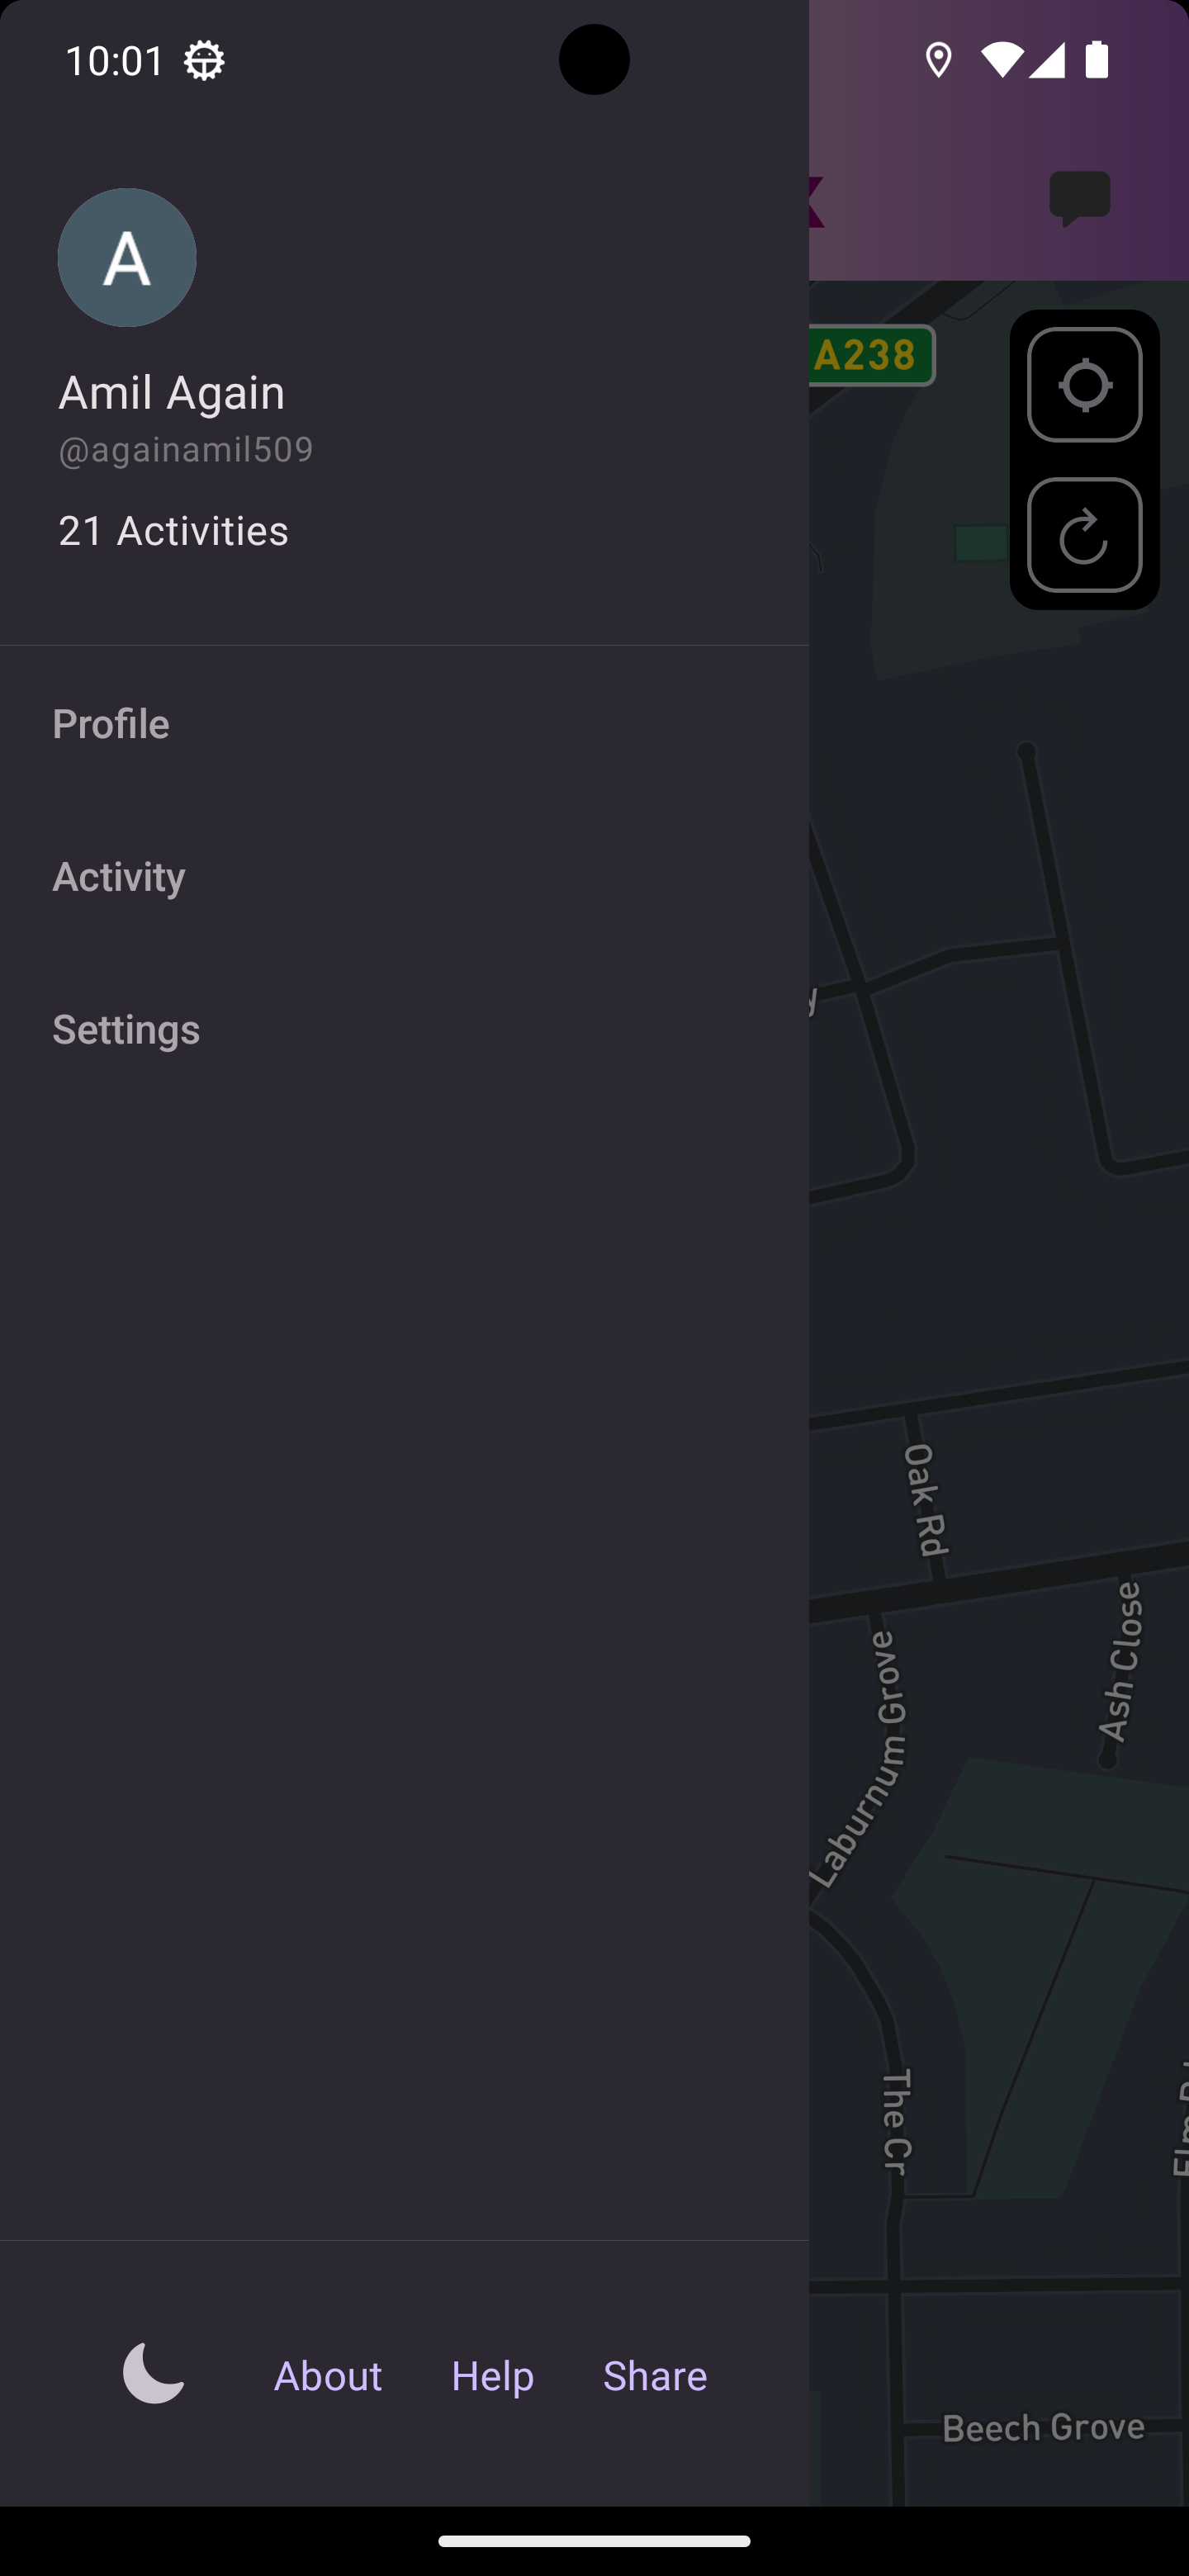 10:01
A
Amil Again
@againamil509
21 Activities
Profile
Activity
Settings
About
Help
Share
A238
Oak Rd
Ash Close
Laburnum Grove
The Cr
Beech Grove